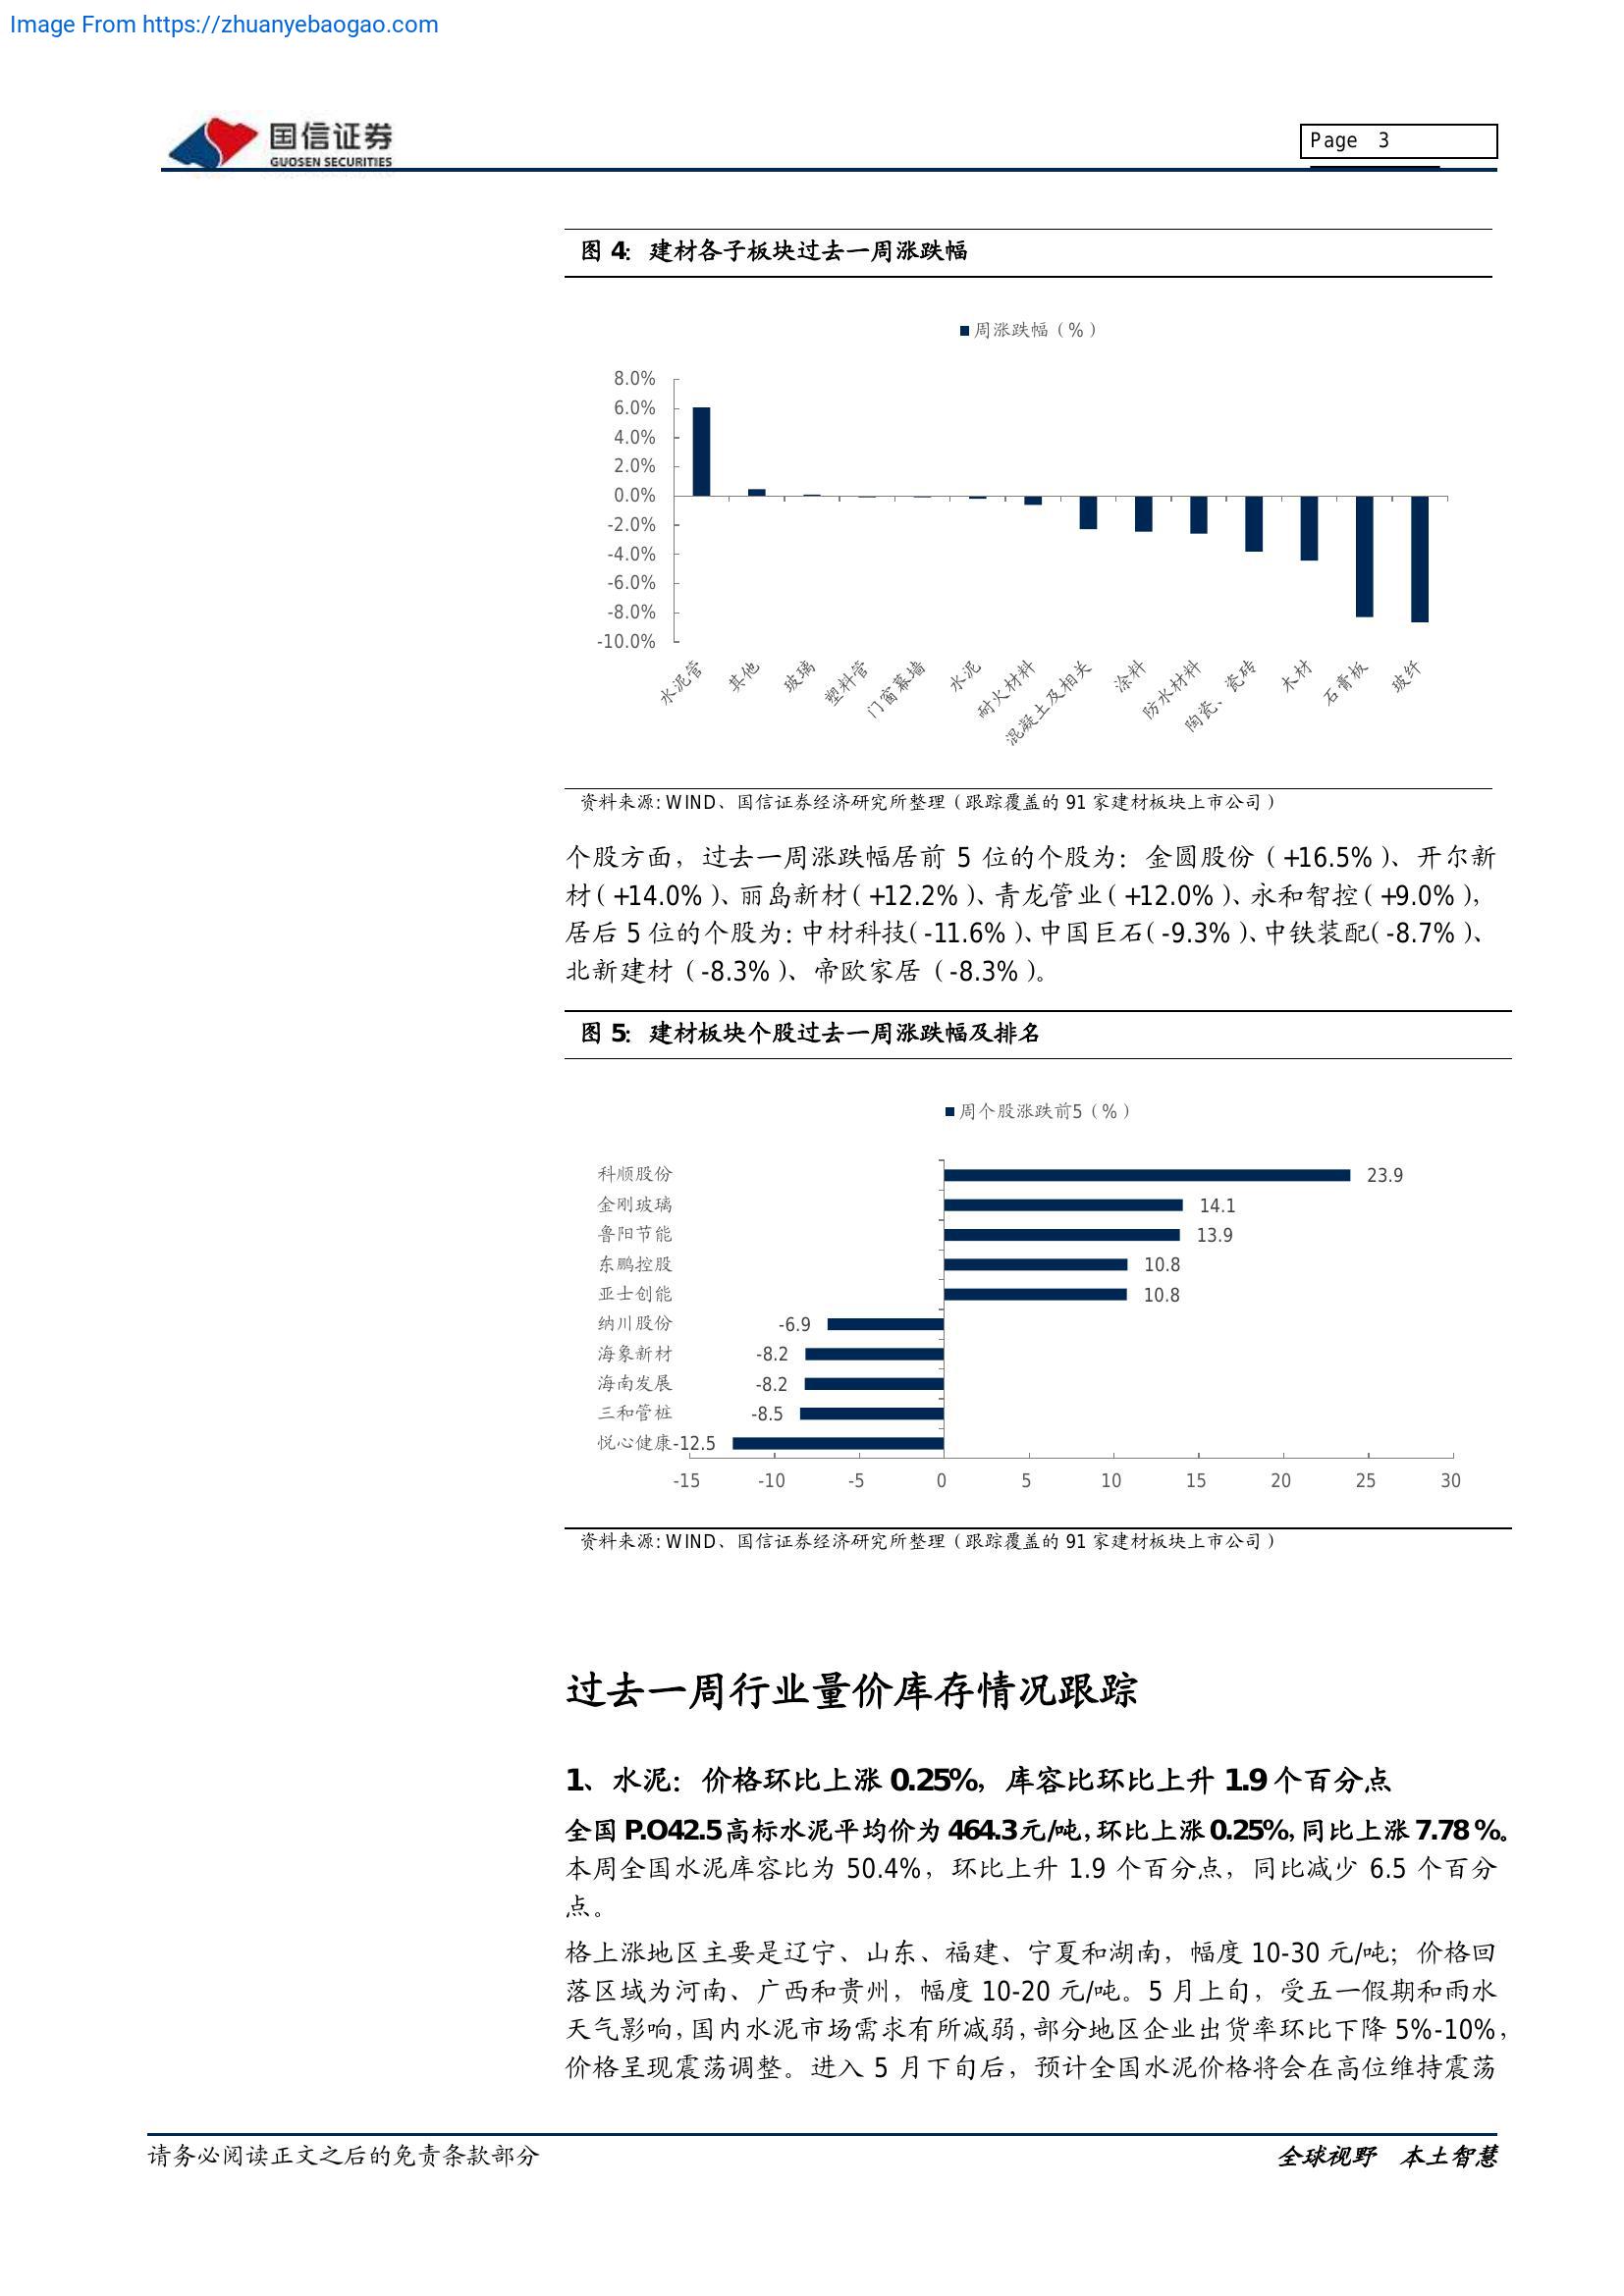 Image From https://zhuanyebaogao.com
国信证券
GUOSEN SECURITIES
Page 3
图 4: 建材各子板块过去一周涨跌幅
周涨跌幅（%）
8.0%
6.0%
4.0%
2.0%
0.0%
-2.0%
-4.0%
-6.0%
-8.0%
-10.0%
水泥管
其他
玻璃
塑料管
门窗幕墙
水泥
耐火材料
混凝土及相关
涂料
防水材料
陶瓷、瓷砖
木材
石膏板
玻纤
资料来源: WIND、国信证券经济研究所整理（跟踪覆盖的 91 家建材板块上市公司）
个股方面，过去一周涨跌幅居前 5 位的个股为：金圆股份（+16.5%）、开尔新
材（+14.0%）、丽岛新材（+12.2%）、青龙管业（+12.0%）、永和智控（+9.0%），
居后 5 位的个股为：中材科技（-11.6%）、中国巨石（-9.3%）、中铁装配（-8.7%）、
北新建材（-8.3%）、帝欧家居（-8.3%）。
图 5: 建材板块个股过去一周涨跌幅及排名
周个股涨跌前5（%）
科顺股份 23.9
金刚玻璃 14.1
鲁阳节能 13.9
东鹏控股 10.8
亚士创能 10.8
纳川股份 -6.9
海象新材 -8.2
海南发展 -8.2
三和管桩 -8.5
悦心健康 -12.5
-15 -10 -5 0 5 10 15 20 25 30
资料来源: WIND、国信证券经济研究所整理（跟踪覆盖的 91 家建材板块上市公司）
过去一周行业量价库存情况跟踪
1、水泥：价格环比上涨 0.25%，库容比环比上升 1.9 个百分点
全国 P.O42.5 高标水泥平均价为 464.3 元/吨，环比上涨 0.25%，同比上涨 7.78 %。
本周全国水泥库容比为 50.4%，环比上升 1.9 个百分点，同比减少 6.5 个百分
点。
格上涨地区主要是辽宁、山东、福建、宁夏和湖南，幅度 10-30 元/吨；价格回
落区域为河南、广西和贵州，幅度 10-20 元/吨。5 月上旬，受五一假期和雨水
天气影响，国内水泥市场需求有所减弱，部分地区企业出货率环比下降 5%-10%，
价格呈现震荡调整。进入 5 月下旬后，预计全国水泥价格将会在高位维持震荡
请务必阅读正文之后的免责条款部分
全球视野 本土智慧